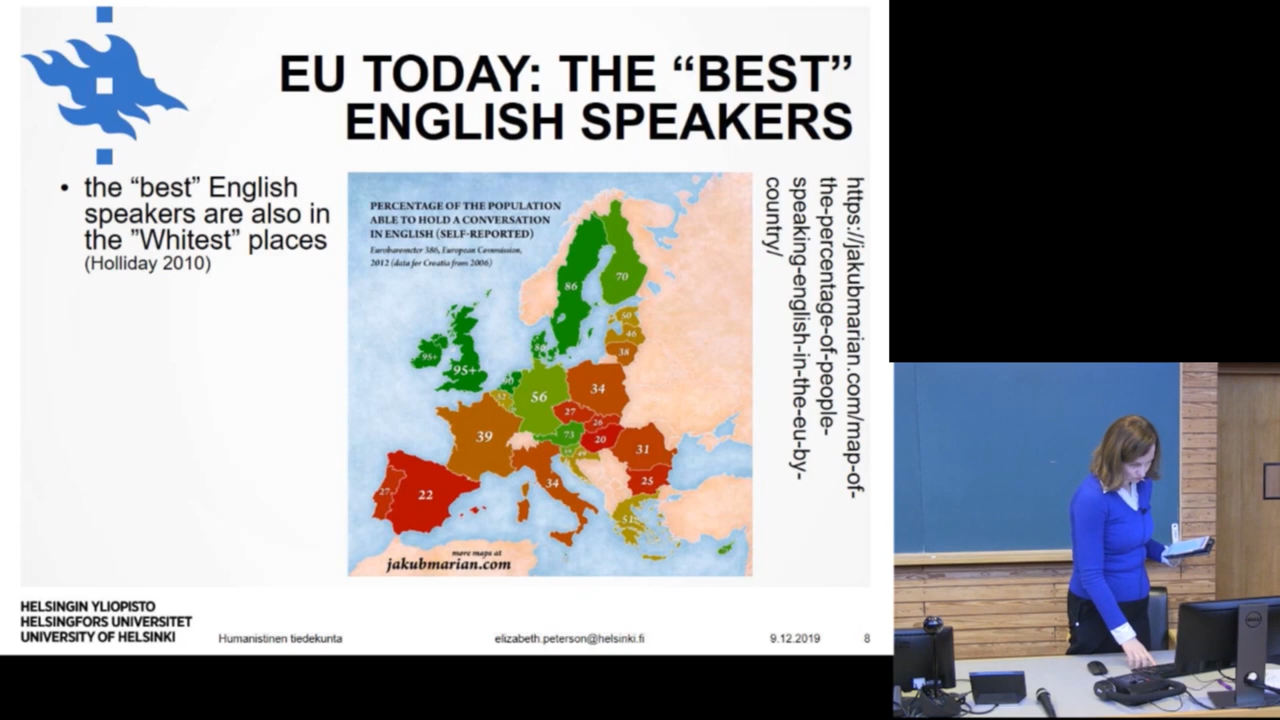 EU TODAY: THE “BEST”
ENGLISH SPEAKERS
• the “best” English
speakers are also in
the ”Whitest” places
(Holliday 2010)
PERCENTAGE OF THE POPULATION
ABLE TO HOLD A CONVERSATION
IN ENGLISH (SELF-REPORTED)
Eurobarometer 386, European Commission,
2012 (data for Croatia from 2006)
86
70
50
46
38
95+
95+
86
90
52
56
34
27
26
39
73
20
31
34
25
27
22
51
more maps at
jakubmarian.com
https://jakubmarian.com/map-of-
the-percentage-of-people-
speaking-english-in-the-eu-by-
country/
HELSINGIN YLIOPISTO
HELSINGFORS UNIVERSITET
UNIVERSITY OF HELSINKI
Humanistinen tiedekunta
elizabeth.peterson@helsinki.fi
9.12.2019
8
DELL